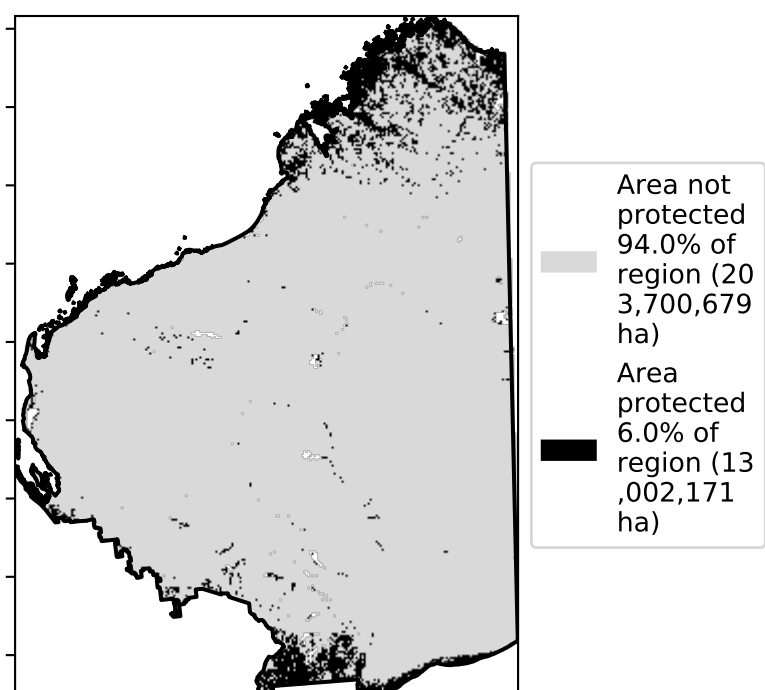 Area not
protected
94.0% of
region (20
3,700,679
ha)
Area
protected
6.0% of
region (13
,002,171
ha)